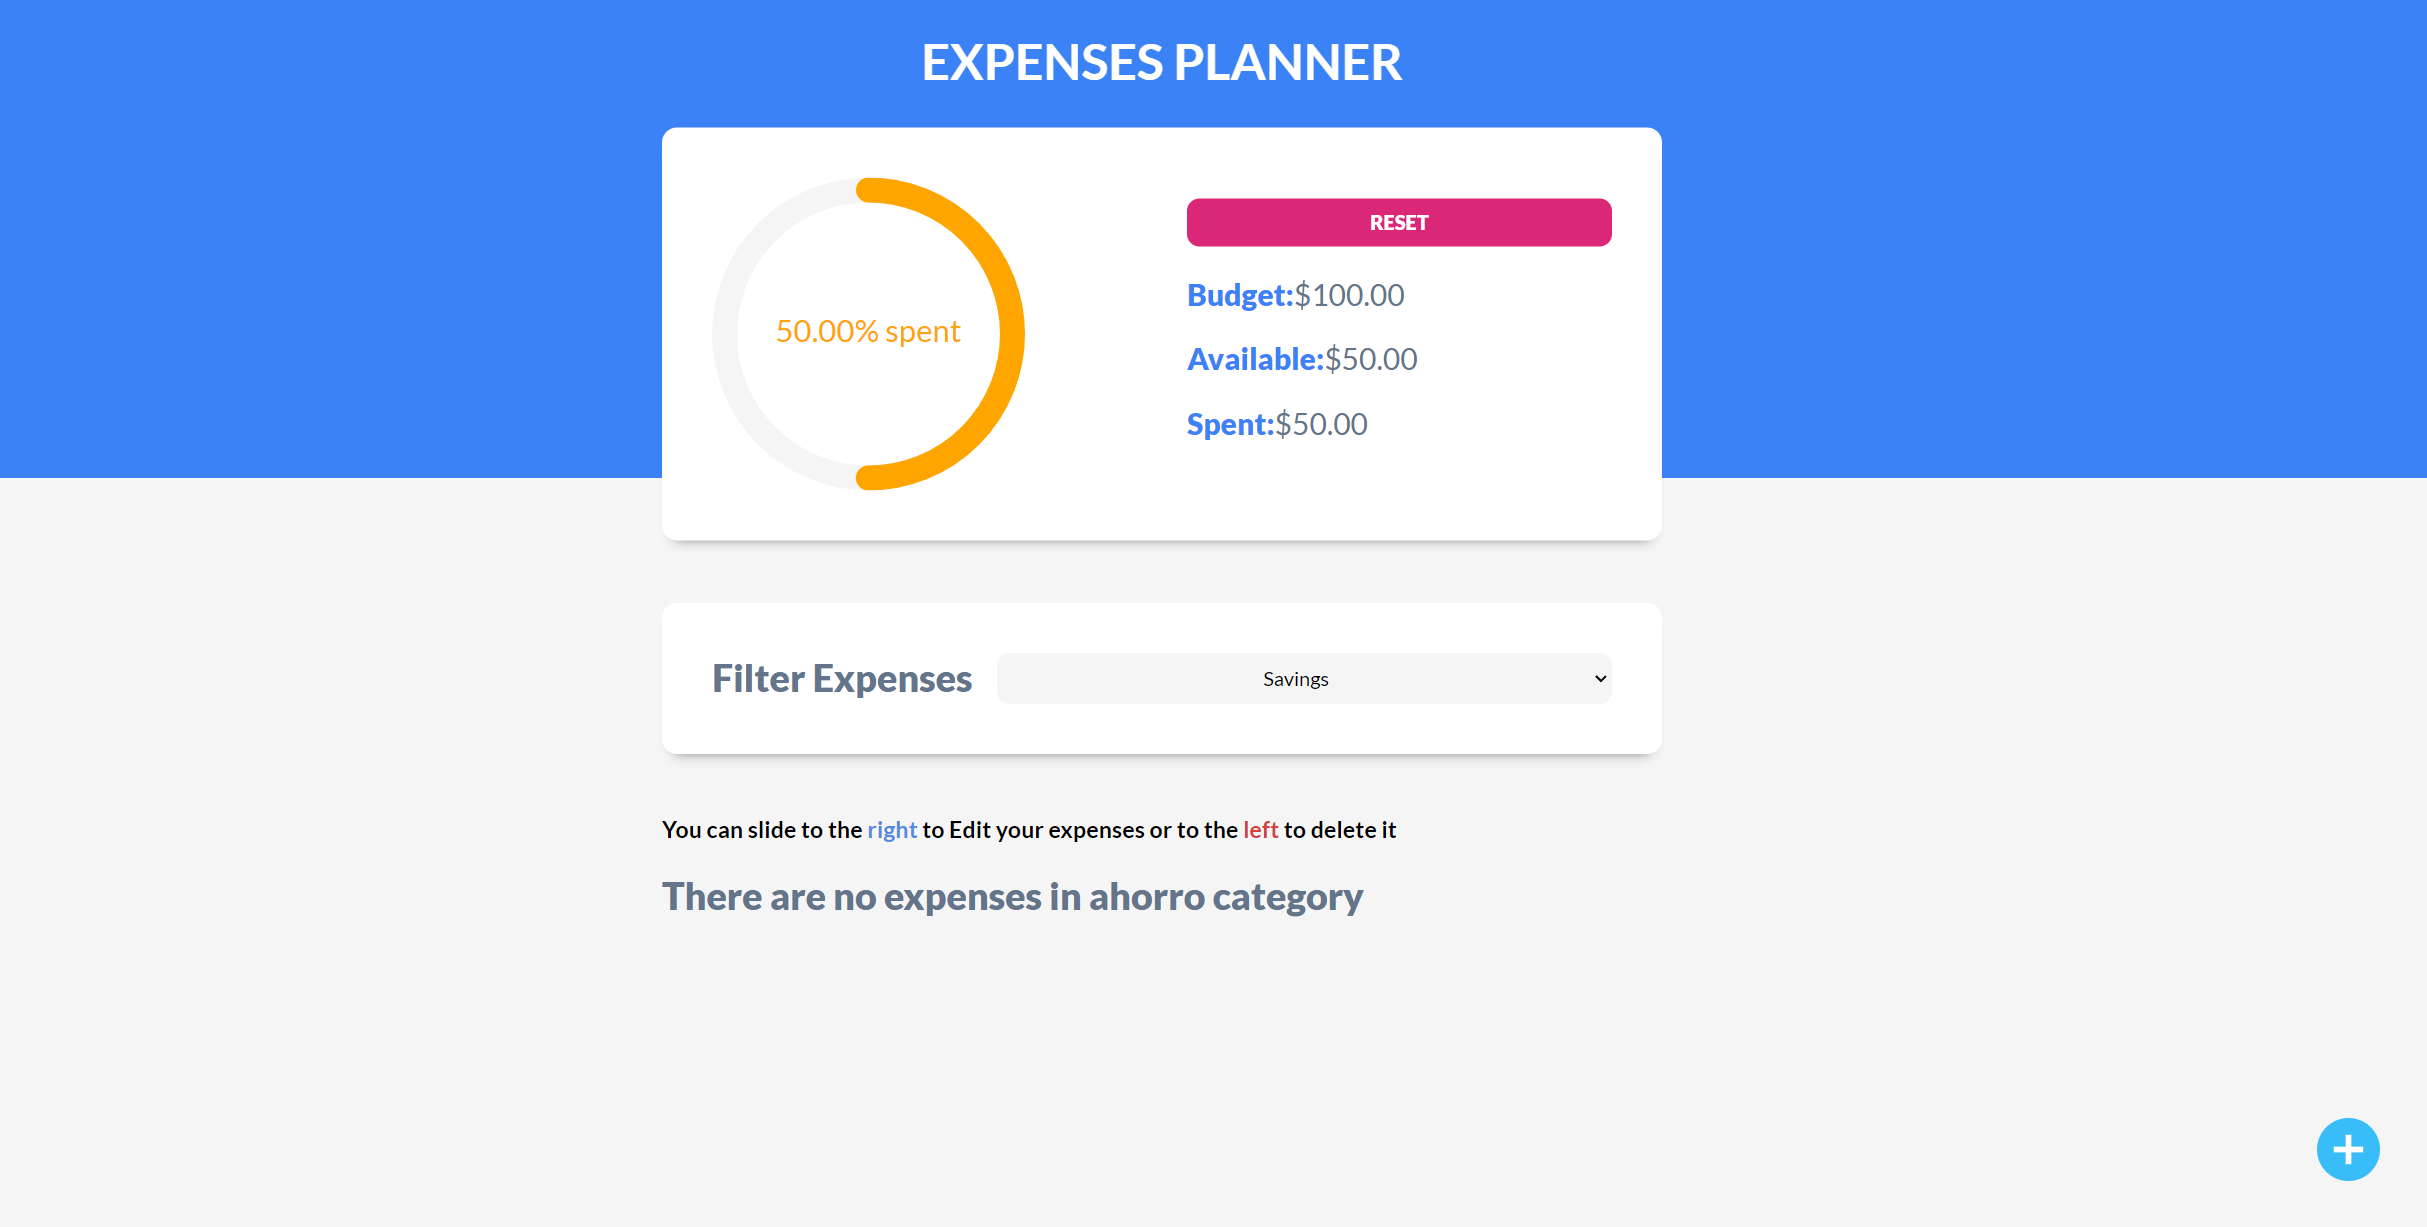 EXPENSES PLANNER
50.00% spent
RESET
Budget:$100.00
Available:$50.00
Spent:$50.00
Filter Expenses
Savings
You can slide to the right to Edit your expenses or to the left to delete it
There are no expenses in ahorro category